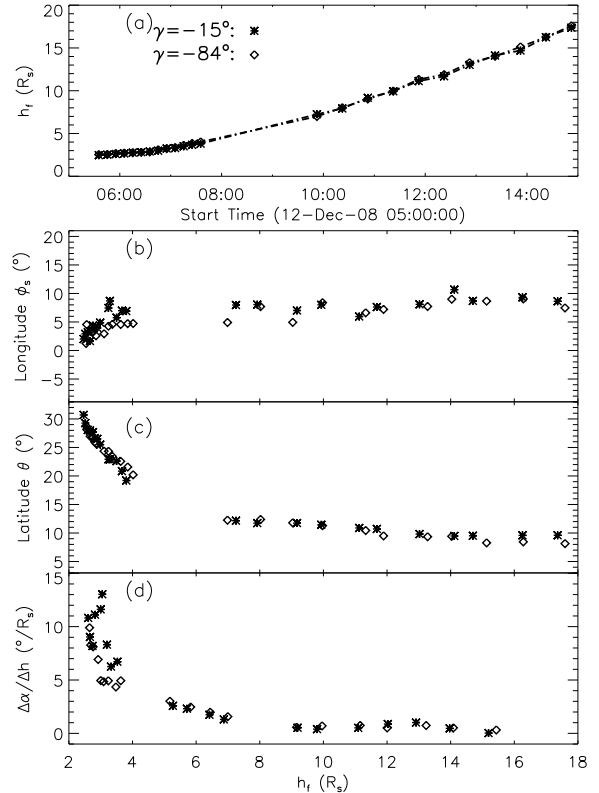 (a)
γ=−15°:
γ=−84°:
20
15
10
5
0
h_f (R_s)
06:00 08:00 10:00 12:00 14:00
Start Time (12-Dec-08 05:00:00)
(b)
20
15
10
5
0
−5
Longitude φ_s (°)
(c)
30
25
20
15
10
5
Latitude θ (°)
(d)
15
10
5
0
Δα/Δh (°/R_s)
2 4 6 8 10 12 14 16 18
h_f (R_s)